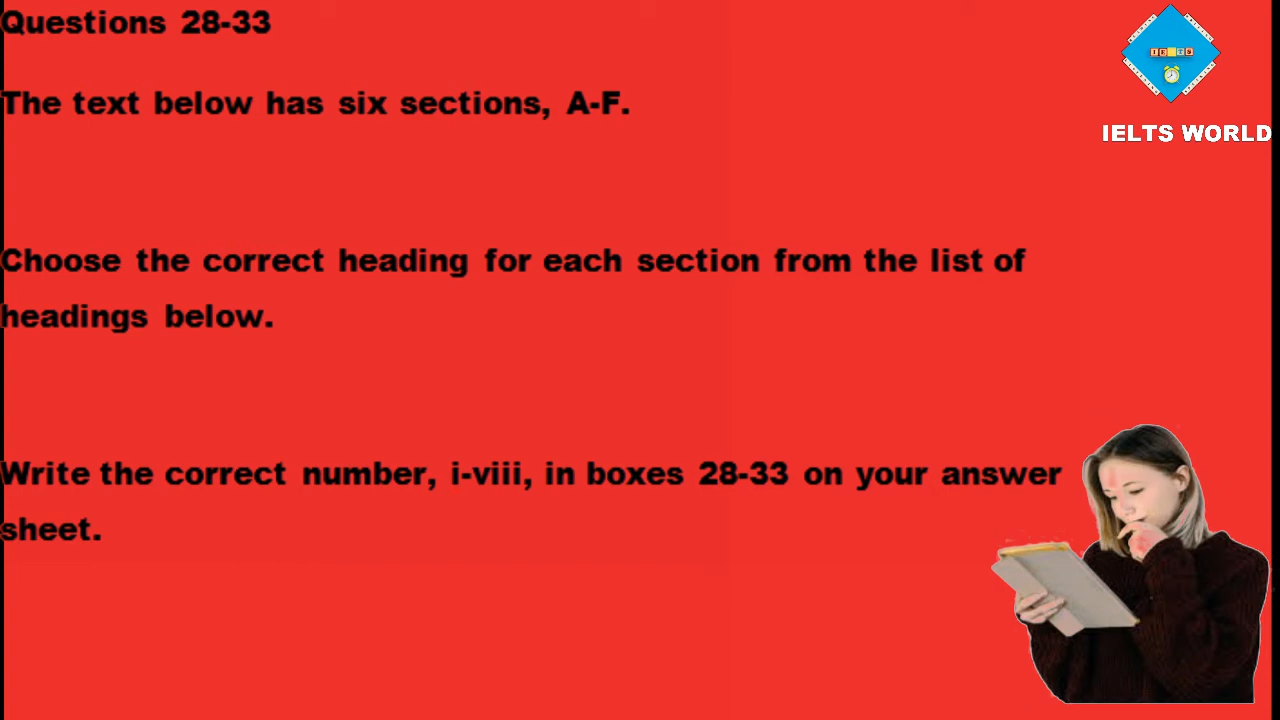 Questions 28-33
The text below has six sections, A-F.
Choose the correct heading for each section from the list of
headings below.
Write the correct number, i-viii, in boxes 28-33 on your answer
sheet.
IELTS
IELTS WORLD